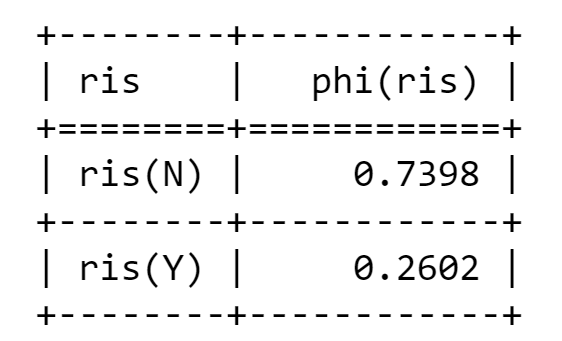 +--------+------------+
| ris    |   phi(ris) |
+========+============+
| ris(N) |     0.7398 |
+--------+------------+
| ris(Y) |     0.2602 |
+--------+------------+